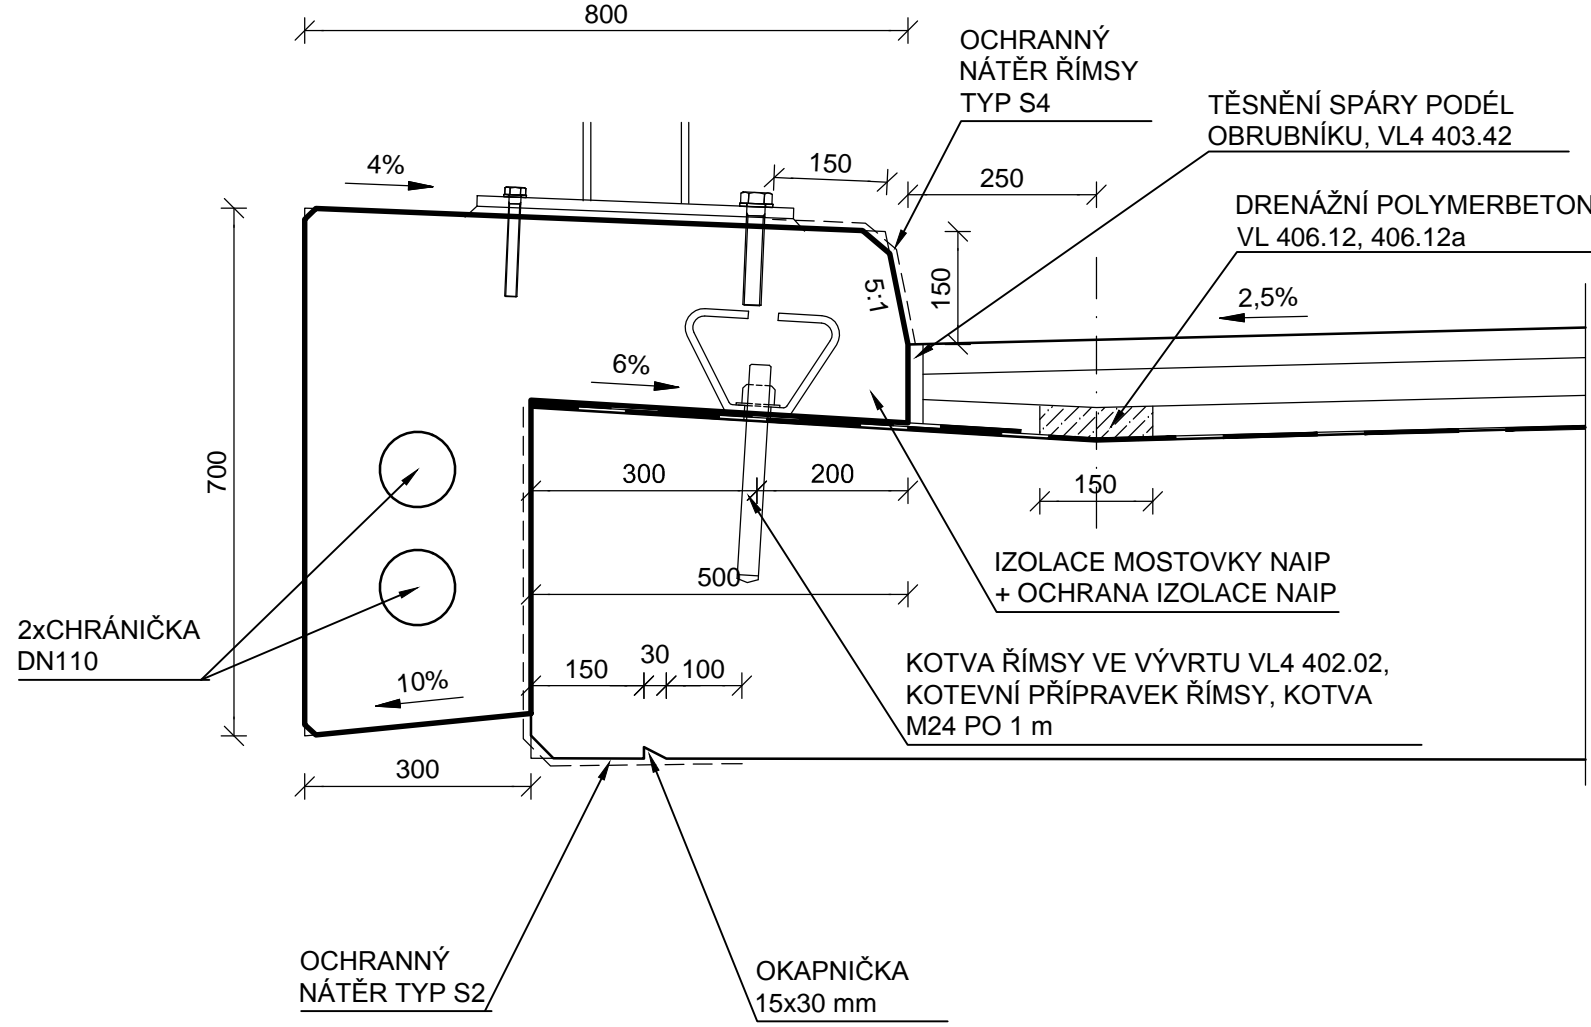 800
OCHRANNÝ
NÁTĚR ŘÍMSY
TYP S4
TĚSNĚNÍ SPÁRY PODÉL
OBRUBNÍKU, VL4 403.42
4%
150
250
DRENÁŽNÍ POLYMERBETON
VL 406.12, 406.12a
5:1
150
2,5%
6%
700
300
200
150
IZOLACE MOSTOVKY NAIP
+ OCHRANA IZOLACE NAIP
500
2xCHRÁNIČKA
DN110
10%
150
30
100
KOTVA ŘÍMSY VE VÝVRTU VL4 402.02,
KOTEVNÍ PŘÍPRAVEK ŘÍMSY, KOTVA
M24 PO 1 m
300
OCHRANNÝ
NÁTĚR TYP S2
OKAPNIČKA
15x30 mm